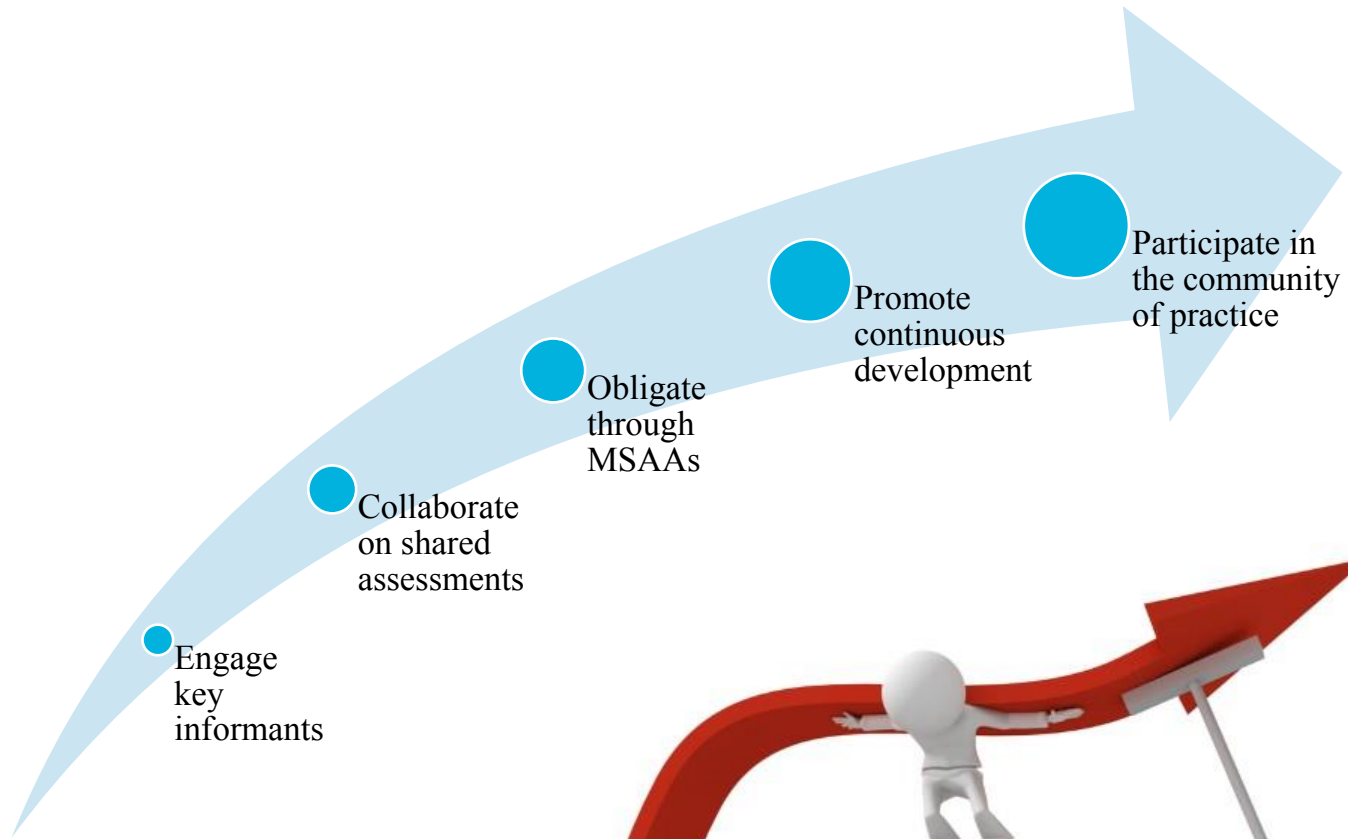 Engage
key
informants
Collaborate
on shared
assessments
Obligate
through
MSAAs
Promote
continuous
development
Participate in
the community
of practice